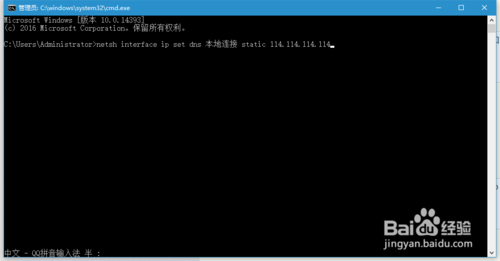 管理员: C:\windows\system32\cmd.exe
Microsoft Windows [版本 10.0.14393]
(c) 2016 Microsoft Corporation。保留所有权利。
C:\Users\Administrator>netsh interface ip set dns 本地连接 static 114.114.114.114
Baidu 经验
jingyan.baidu.com
中文 - QQ拼音输入法 半 :